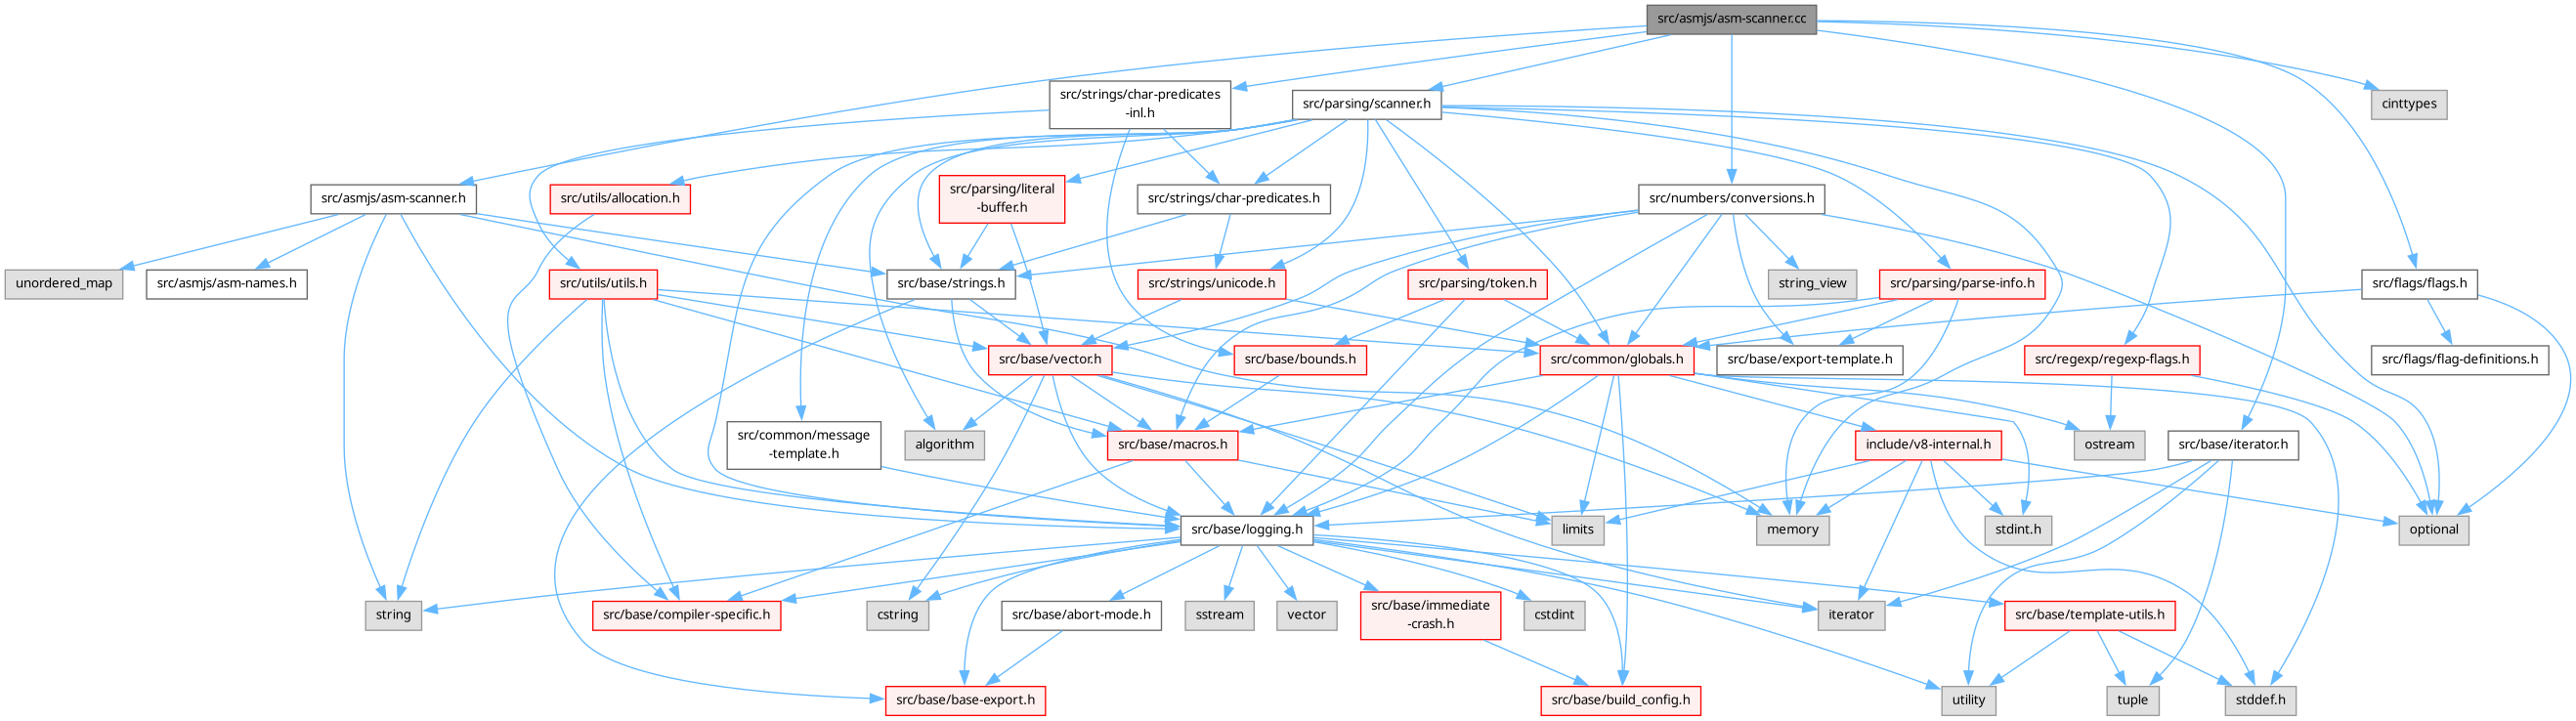 src/asmjs/asm-scanner.cc
src/strings/char-predicates
-inl.h
src/parsing/scanner.h
cinttypes
src/asmjs/asm-scanner.h
src/utils/allocation.h
src/parsing/literal
-buffer.h
src/strings/char-predicates.h
src/numbers/conversions.h
unordered_map
src/asmjs/asm-names.h
src/utils/utils.h
src/base/strings.h
src/strings/unicode.h
src/parsing/token.h
string_view
src/parsing/parse-info.h
src/flags/flags.h
src/base/vector.h
src/base/bounds.h
src/common/globals.h
src/base/export-template.h
src/regexp/regexp-flags.h
src/flags/flag-definitions.h
src/common/message
-template.h
algorithm
src/base/macros.h
include/v8-internal.h
ostream
src/base/iterator.h
src/base/logging.h
limits
memory
stdint.h
optional
string
src/base/compiler-specific.h
cstring
src/base/abort-mode.h
sstream
vector
src/base/immediate
-crash.h
cstdint
iterator
src/base/template-utils.h
src/base/base-export.h
src/base/build_config.h
utility
tuple
stddef.h